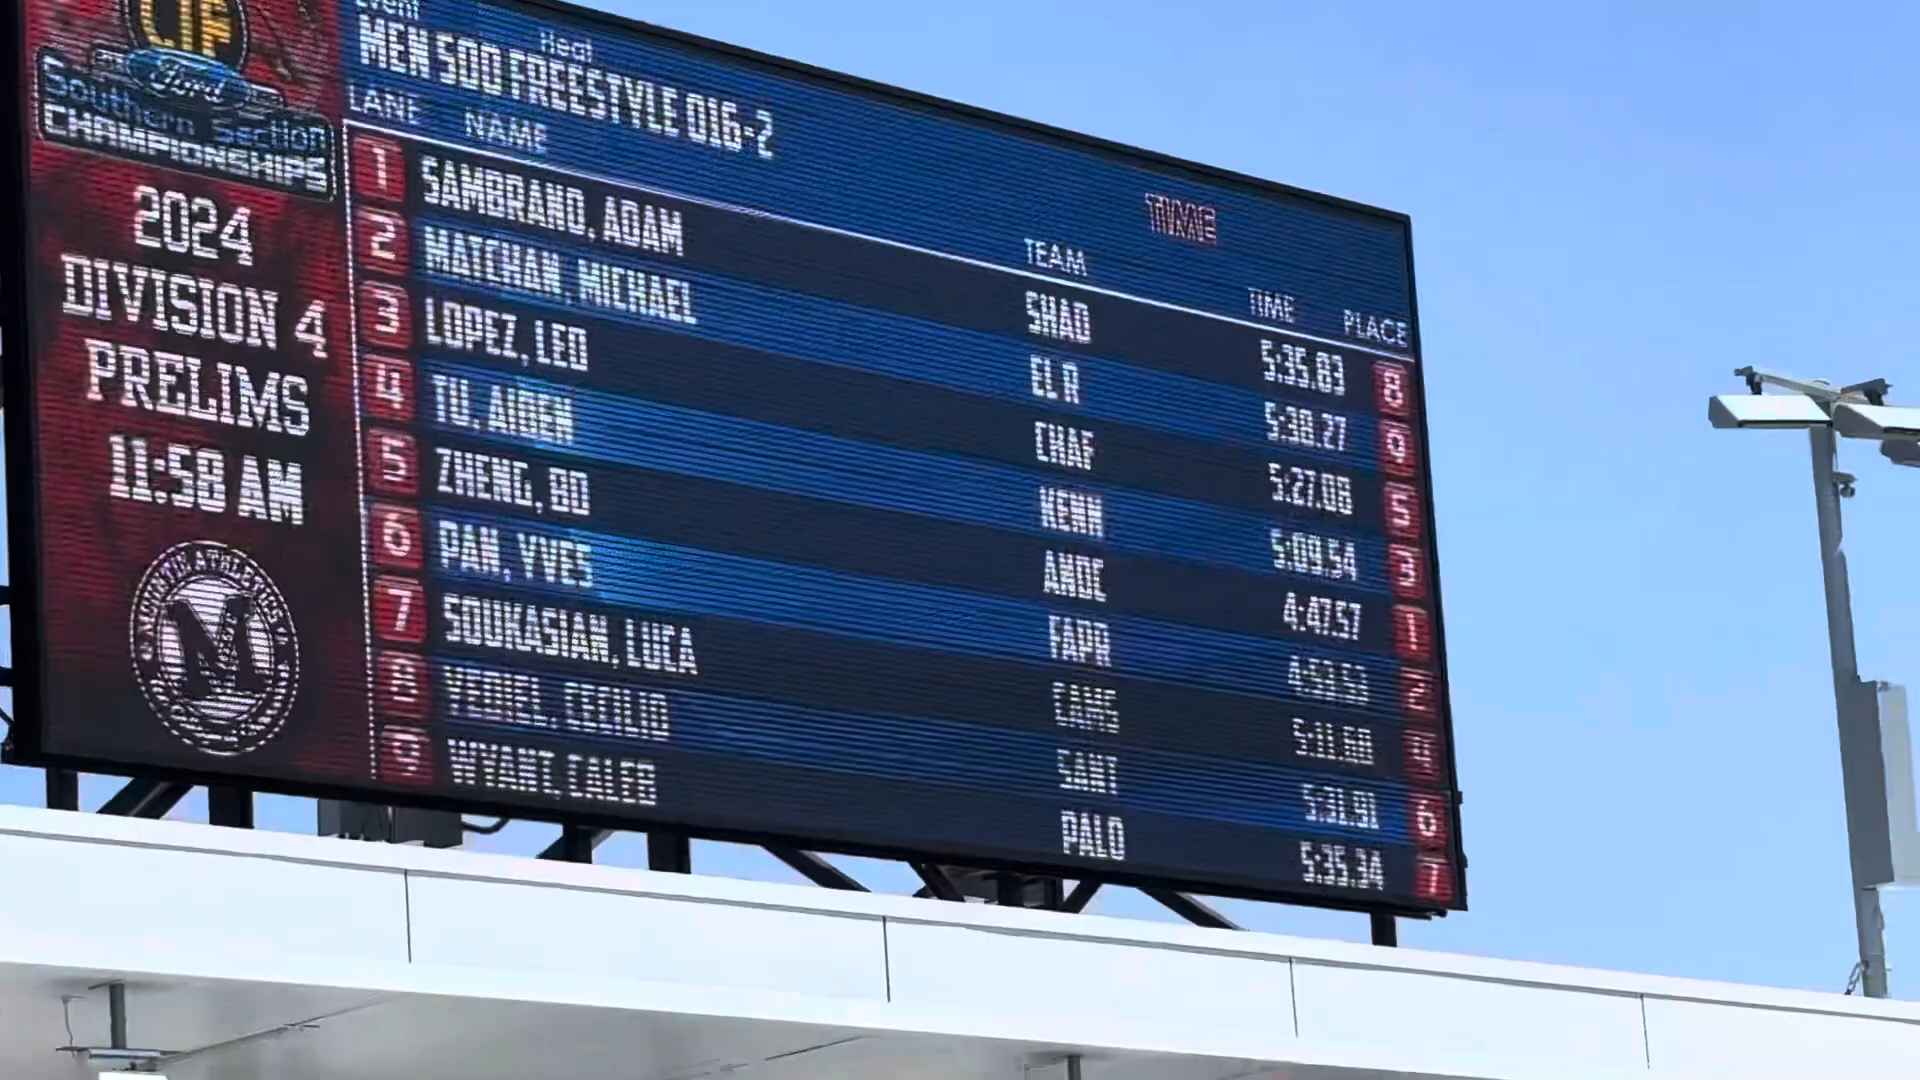 CIF
Ford
Southern Section
CHAMPIONSHIPS
2024
DIVISION 4
PRELIMS
11:58 AM
Event
Heat
MEN 500 FREESTYLE 016-2
TIME
LANE NAME TEAM TIME PLACE
1 SAMBRANO, ADAM SHAD 5:35.83 8
2 MATCHAN, MICHAEL EL R 5:38.27 9
3 LOPEZ, LEO CHAF 5:27.08 5
4 TU, AIDEN KENN 5:09.54 3
5 ZHENG, BO ANDC 4:47.57 1
6 PAN, YVES FAPR 4:53.53 2
7 SOUKASIAN, LUCA CAMS 5:11.60 4
8 YEDIEL, CECILIO SANT 5:31.91 6
9 WYANT, CALEB PALO 5:35.34 7
M